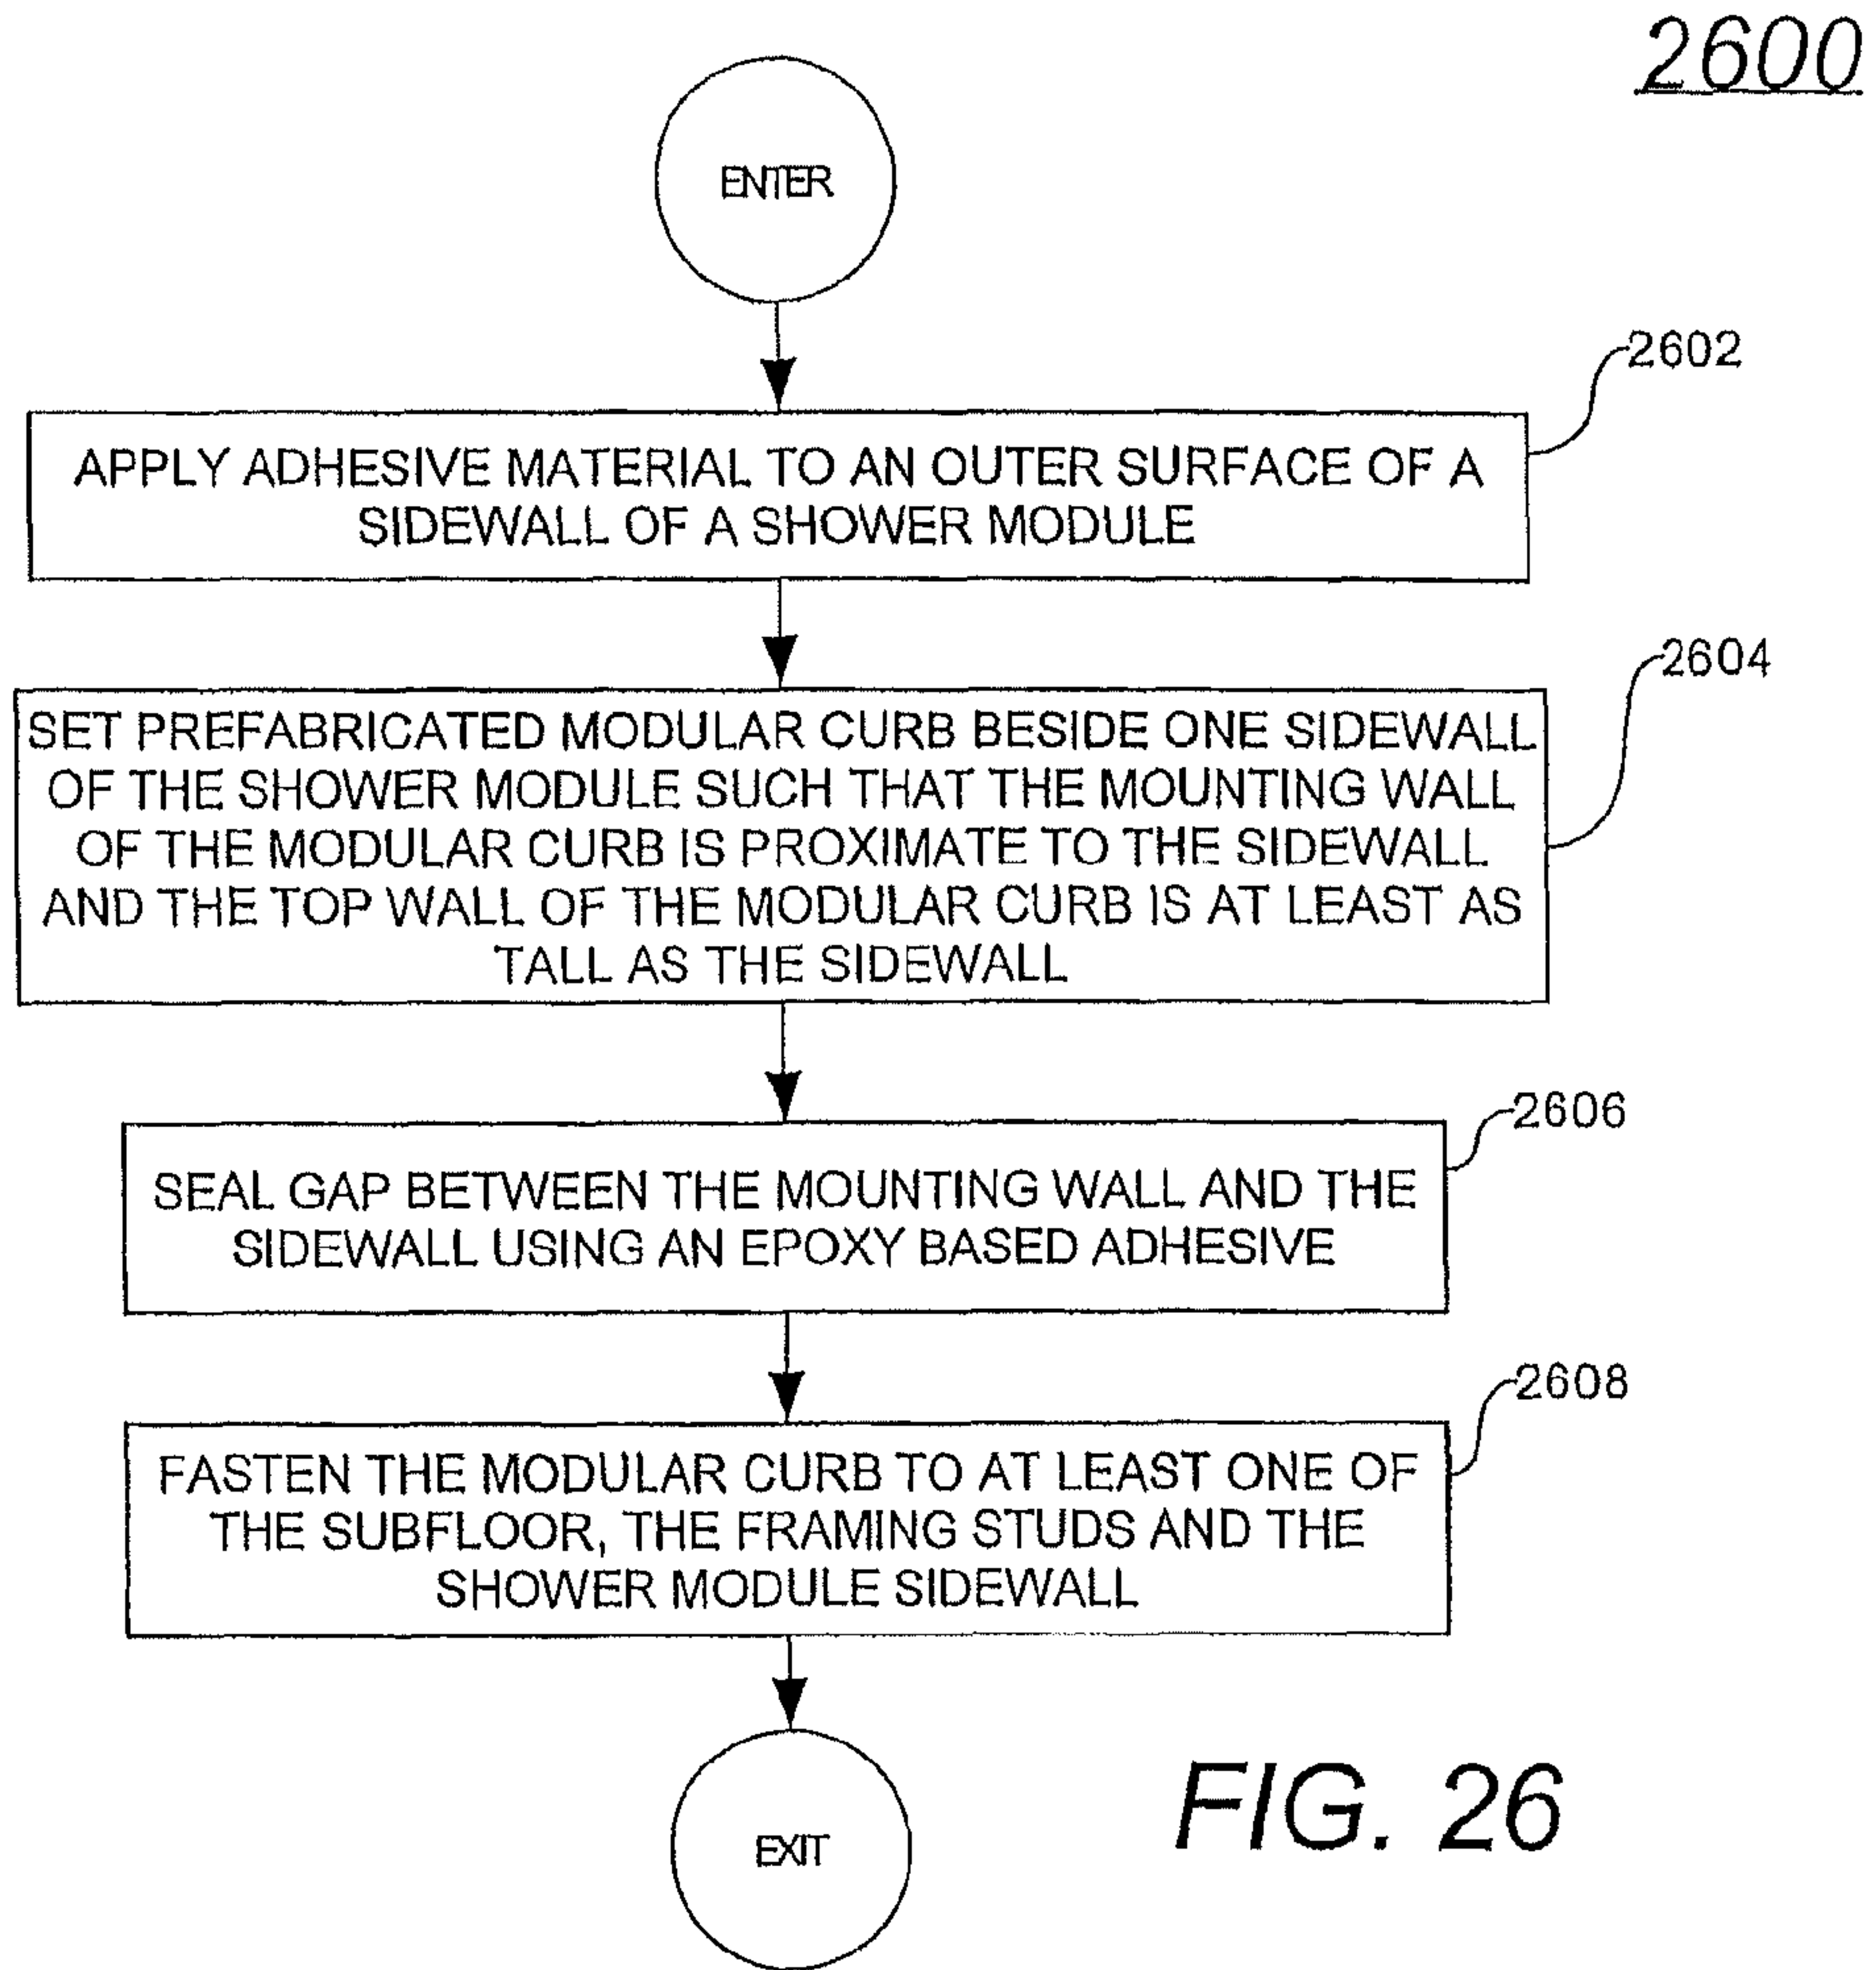 2600
ENTER
2602
APPLY ADHESIVE MATERIAL TO AN OUTER SURFACE OF A
SIDEWALL OF A SHOWER MODULE
2604
SET PREFABRICATED MODULAR CURB BESIDE ONE SIDEWALL
OF THE SHOWER MODULE SUCH THAT THE MOUNTING WALL
OF THE MODULAR CURB IS PROXIMATE TO THE SIDEWALL
AND THE TOP WALL OF THE MODULAR CURB IS AT LEAST AS
TALL AS THE SIDEWALL
2606
SEAL GAP BETWEEN THE MOUNTING WALL AND THE
SIDEWALL USING AN EPOXY BASED ADHESIVE
2608
FASTEN THE MODULAR CURB TO AT LEAST ONE OF
THE SUBFLOOR, THE FRAMING STUDS AND THE
SHOWER MODULE SIDEWALL
EXIT
FIG. 26